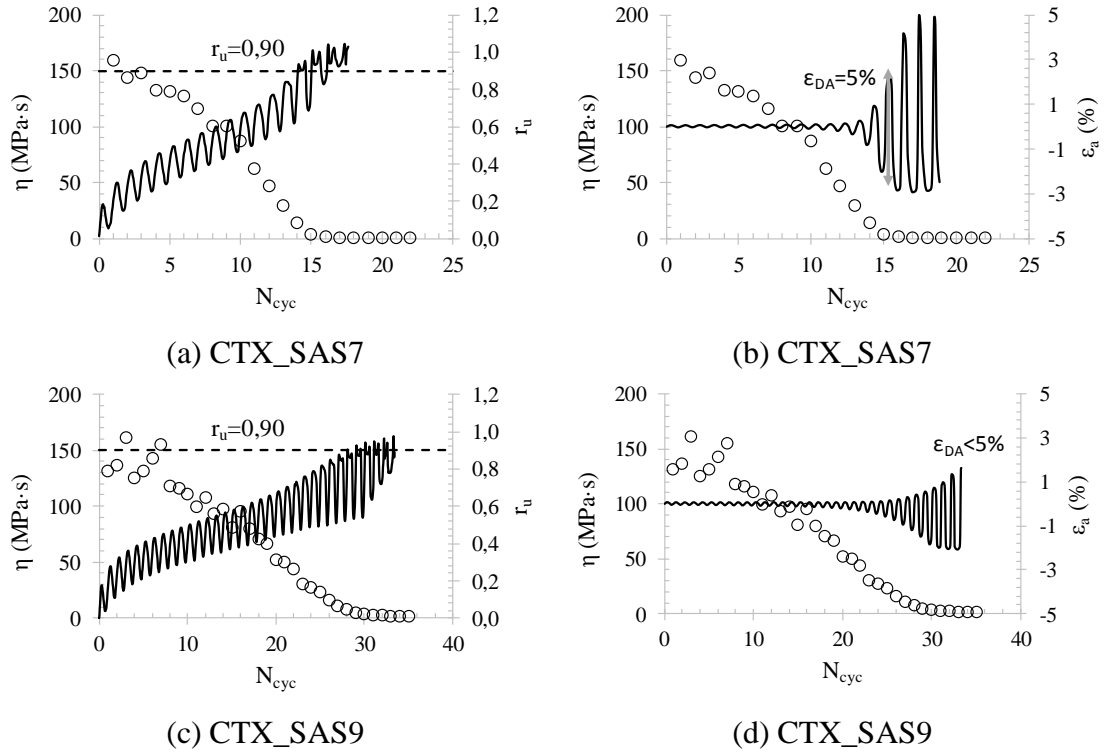 200
150
100
50
0
η (MPa·s)
r_u=0,90
1,2
1,0
0,8
0,6
0,4
0,2
0,0
r_u
0 5 10 15 20 25
N_cyc
(a) CTX_SAS7
200
150
100
50
0
η (MPa·s)
ε_DA=5%
5
3
1
-1
-3
-5
ε_a (%)
0 5 10 15 20 25
N_cyc
(b) CTX_SAS7
200
150
100
50
0
η (MPa·s)
r_u=0,90
1,2
1,0
0,8
0,6
0,4
0,2
0,0
r_u
0 10 20 30 40
N_cyc
(c) CTX_SAS9
200
150
100
50
0
η (MPa·s)
ε_DA<5%
5
3
1
-1
-3
-5
ε_a (%)
0 10 20 30 40
N_cyc
(d) CTX_SAS9